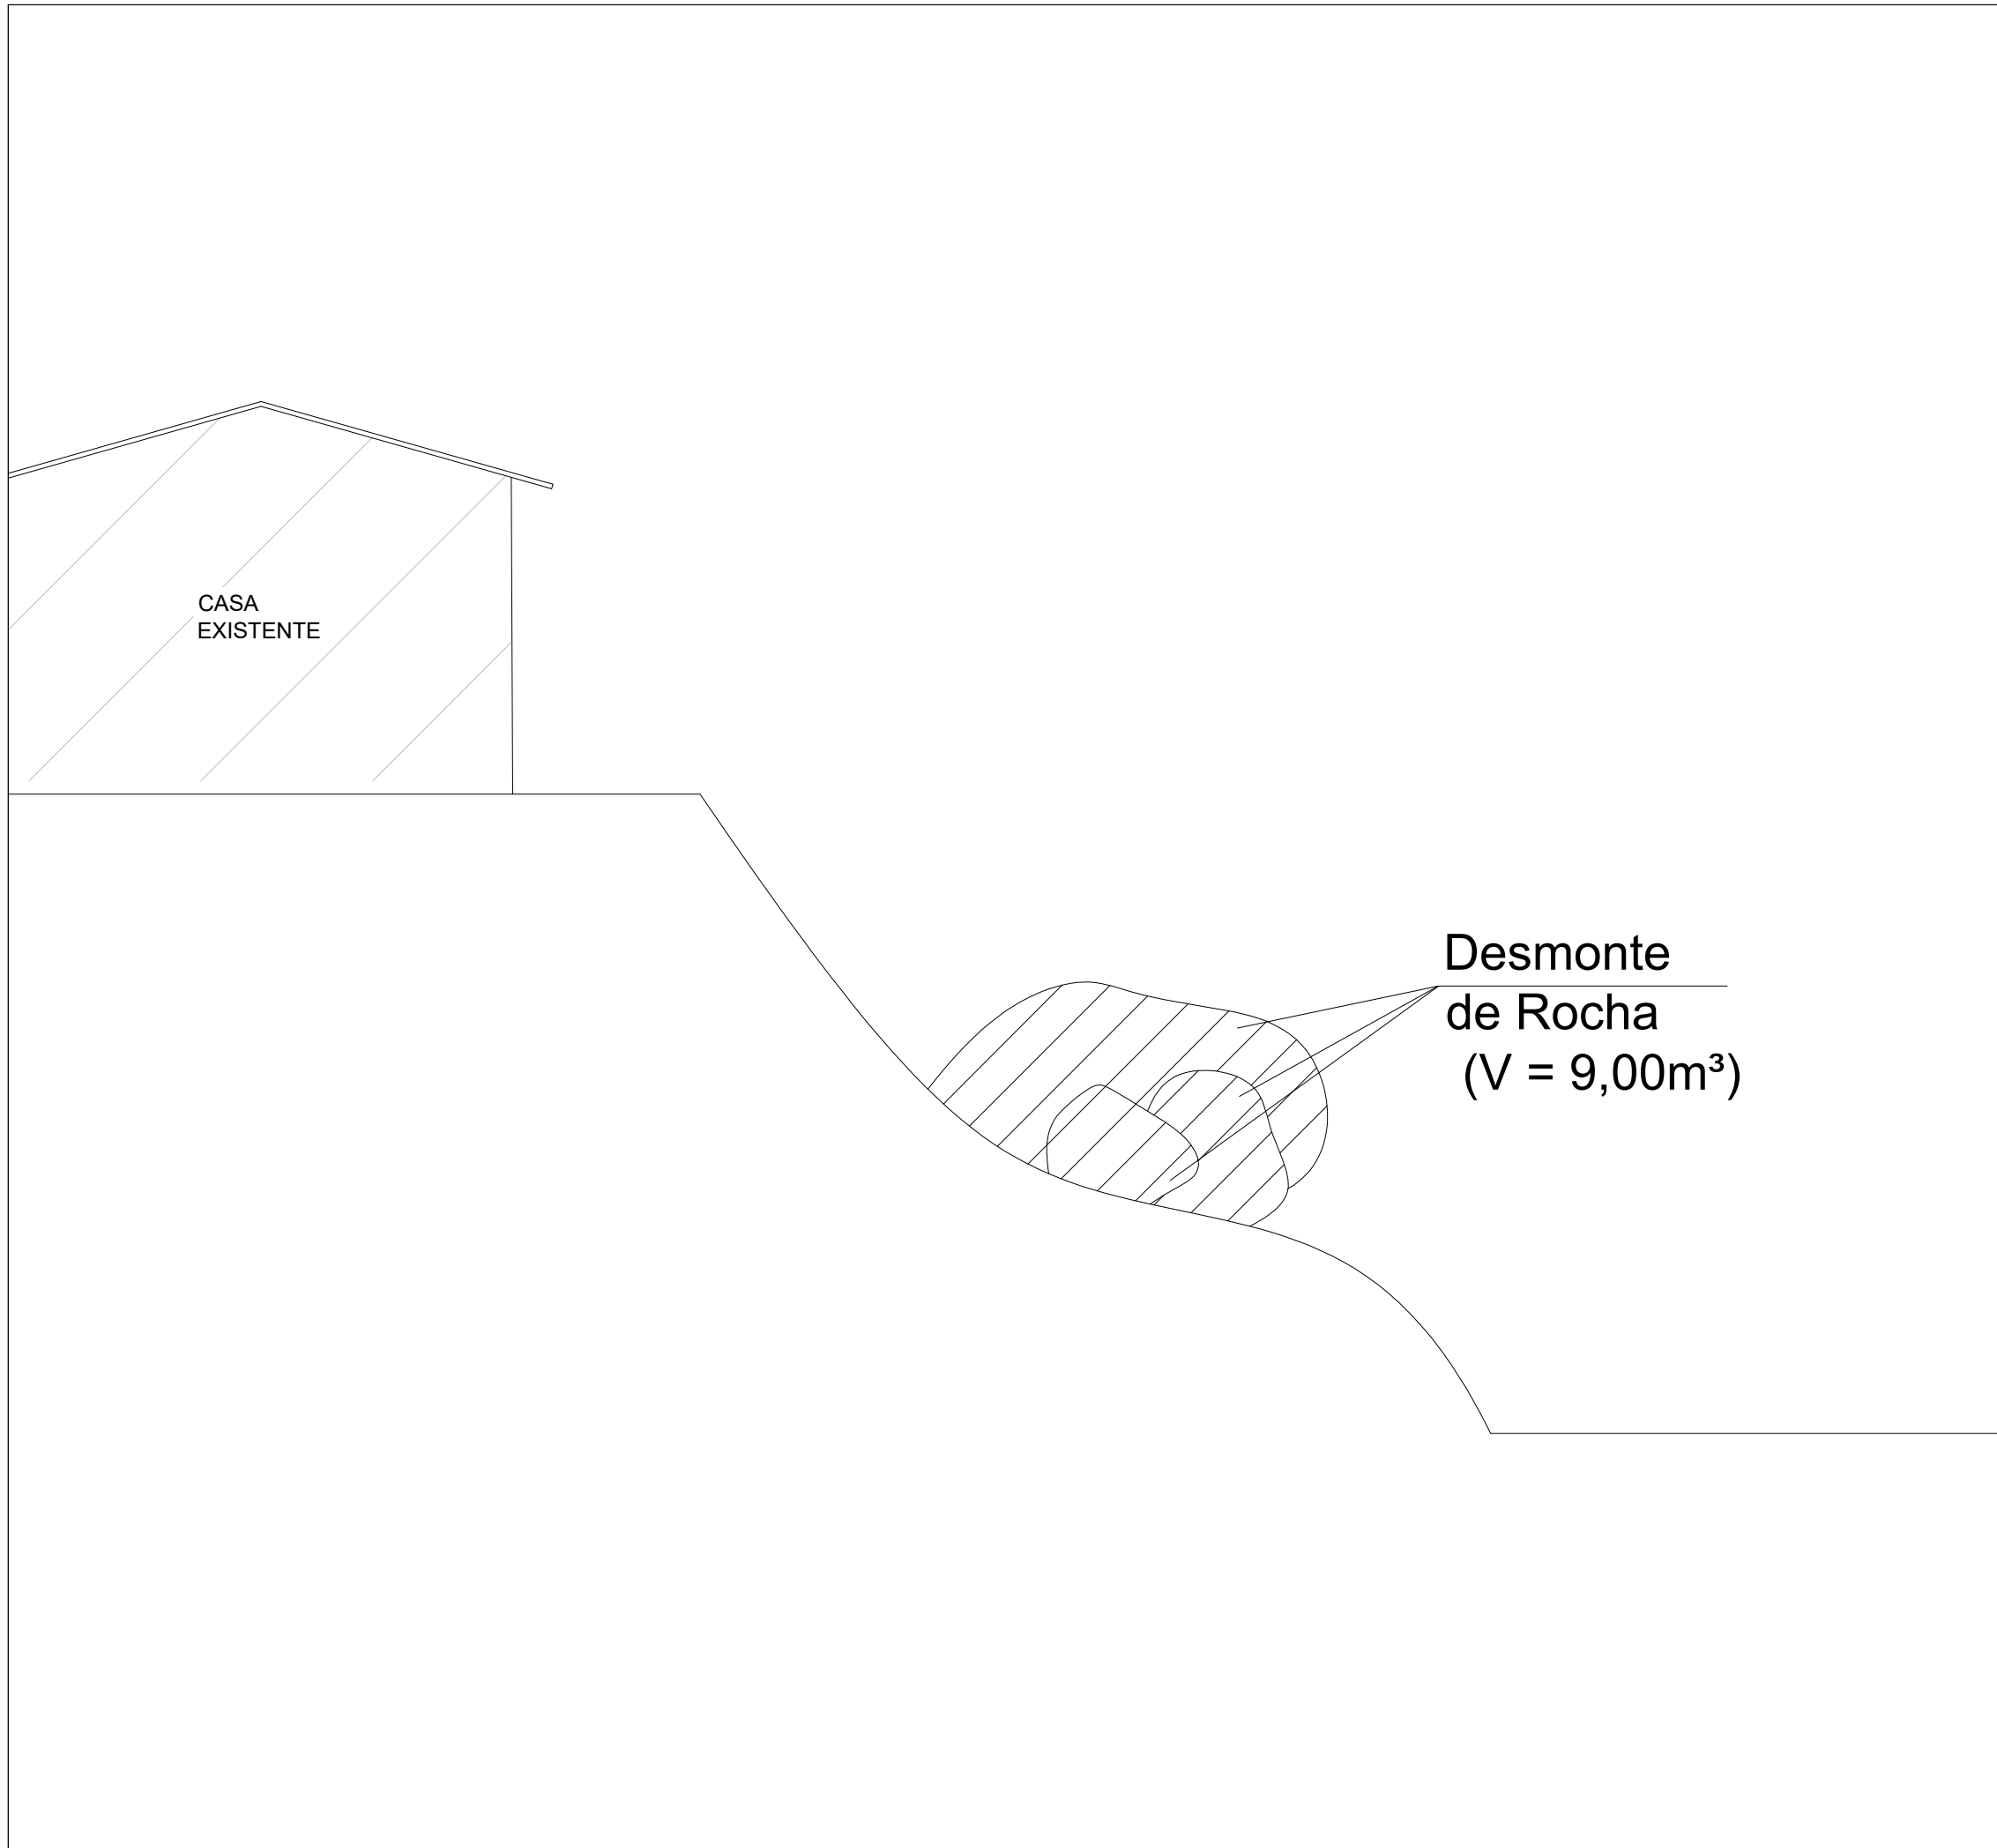 CASA
EXISTENTE
Desmonte
de Rocha
(V = 9,00m³)